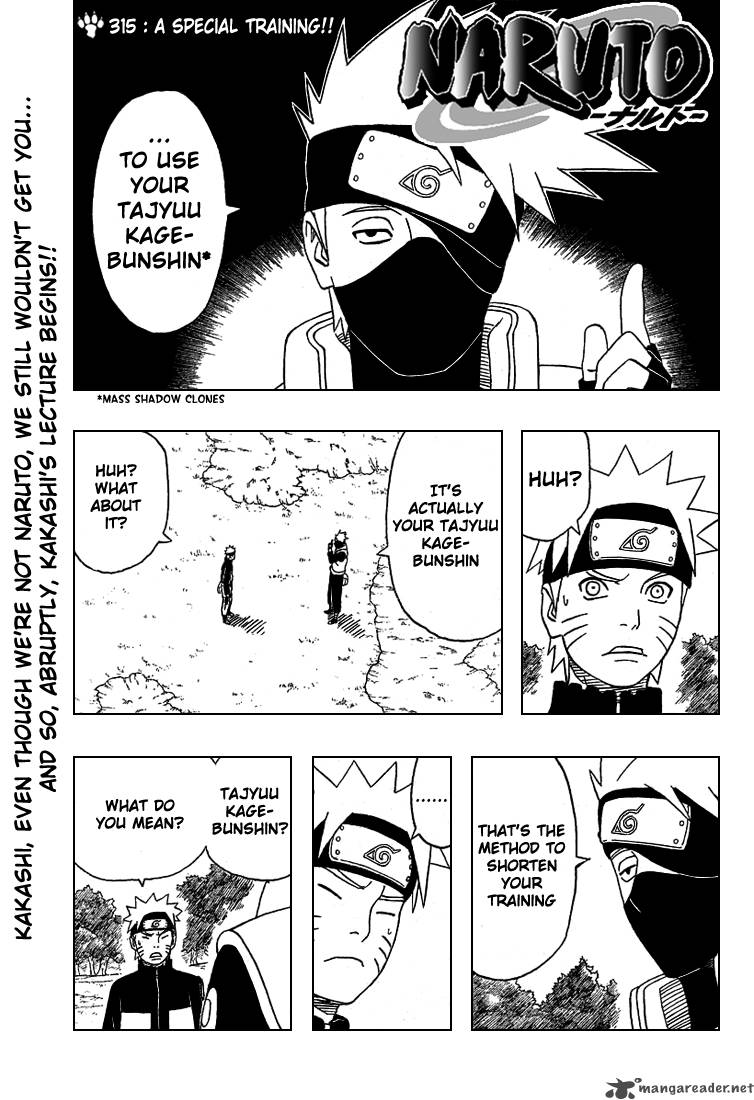 315 : A SPECIAL TRAINING!!
NARUTO
-ナルト-
...
TO USE
YOUR
TAJYUU
KAGE-
BUNSHIN*
*MASS SHADOW CLONES
KAKASHI, EVEN THOUGH WE'RE NOT NARUTO, WE STILL WOULDN'T GET YOU...
AND SO, ABRUPTLY, KAKASHI'S LECTURE BEGINS!!
HUH?
IT'S
ACTUALLY
YOUR TAJYUU
KAGE-
BUNSHIN
HUH?
WHAT
ABOUT
IT?
THAT'S THE
METHOD TO
SHORTEN
YOUR
TRAINING
.......
TAJYUU
KAGE-
BUNSHIN?
WHAT DO
YOU MEAN?
mangareader.net